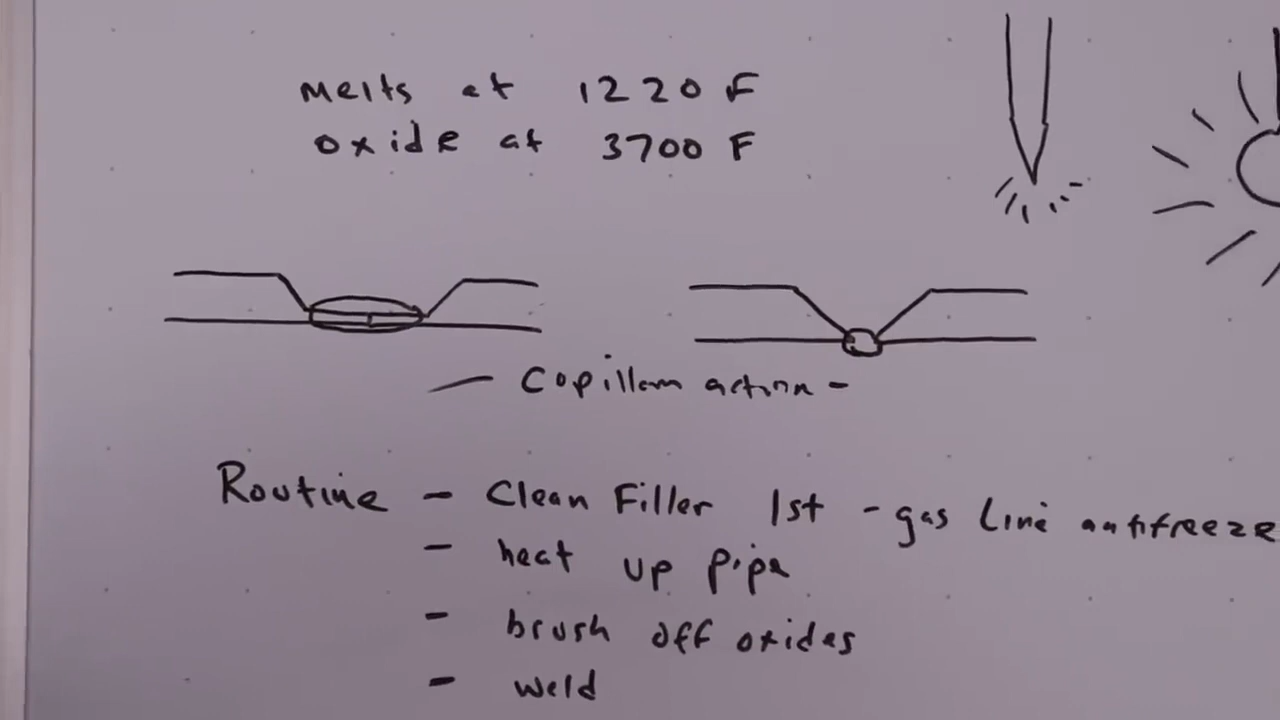 melts at 1220 F
oxide at 3700 F
— Copillam action -
Routine - Clean Filler 1st - gas line antifreeze
- heat up pipe
- brush off oxides
- weld